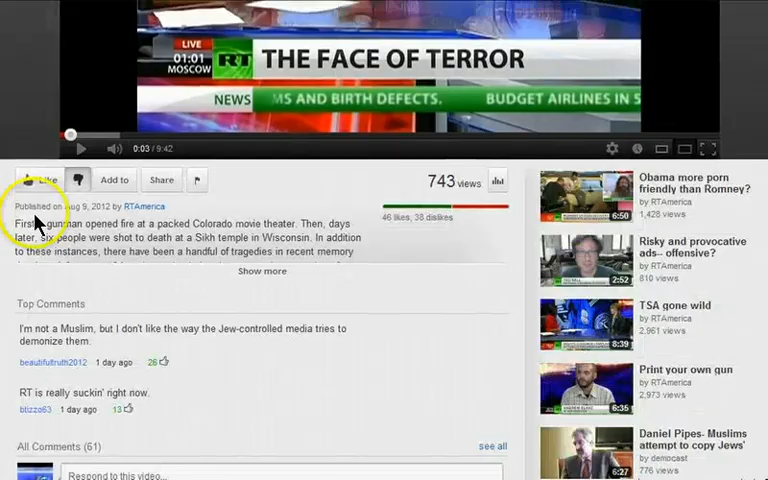 LIVE
01:01
MOSCOW
RT
THE FACE OF TERROR
NEWS
MS AND BIRTH DEFECTS. BUDGET AIRLINES IN S
0:03 / 9:42
Like
Add to
Share
743 views
Published on Aug 9, 2012 by RTAmerica
46 likes, 38 dislikes
First, gunman opened fire at a packed Colorado movie theater. Then, days
later, six people were shot to death at a Sikh temple in Wisconsin. In addition
to these instances, there have been a handful of tragedies in recent memory
Show more
Top Comments
I'm not a Muslim, but I don't like the way the Jew-controlled media tries to
demonize them.
beautifultruth2012 1 day ago 26
RT is really suckin' right now.
btizzo63 1 day ago 13
All Comments (61)
see all
Respond to this video...
6:50
Obama more porn
friendly than Romney?
by RTAmerica
1,428 views
2:52
Risky and provocative
ads-- offensive?
by RTAmerica
810 views
8:39
TSA gone wild
by RTAmerica
2,961 views
6:35
Print your own gun
by RTAmerica
2,973 views
6:27
Daniel Pipes- Muslims
attempt to copy Jews'
by democast
776 views